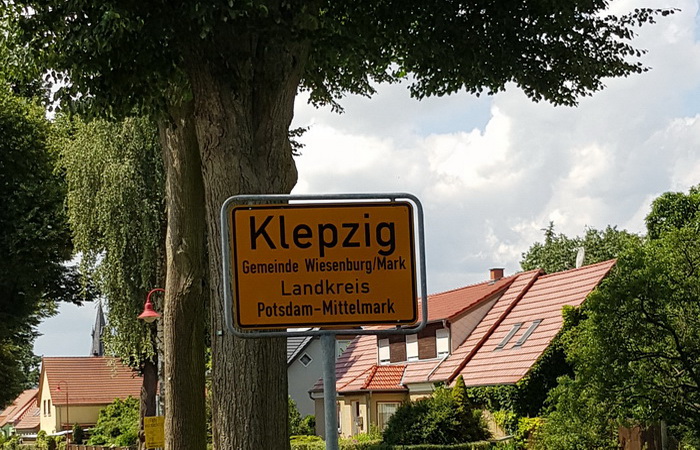 Klepzig
Gemeinde Wiesenburg/Mark
Landkreis
Potsdam-Mittelmark